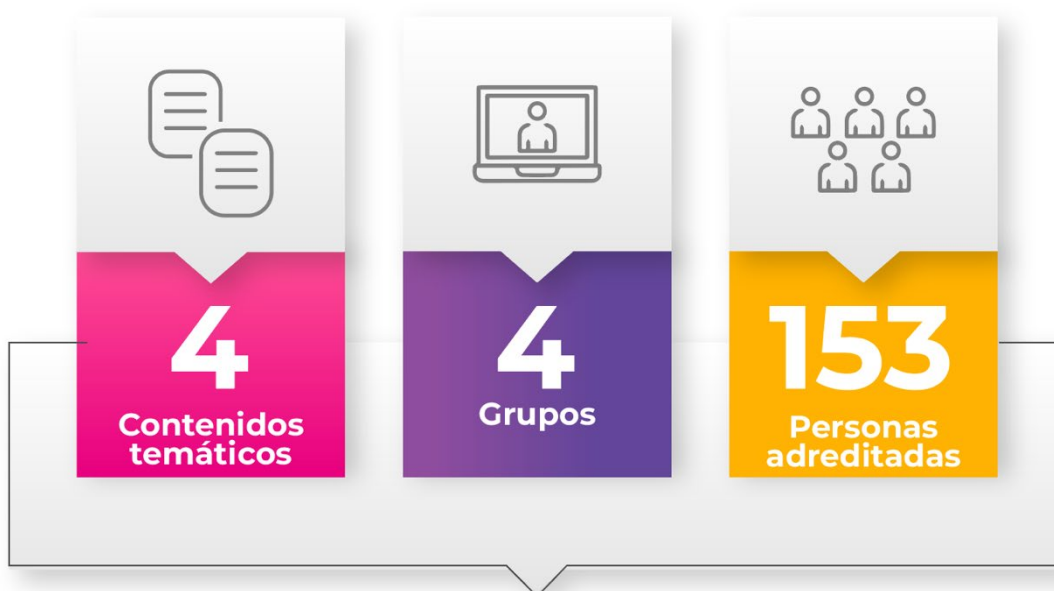 4
Contenidos
temáticos
4
Grupos
153
Personas
adreditadas